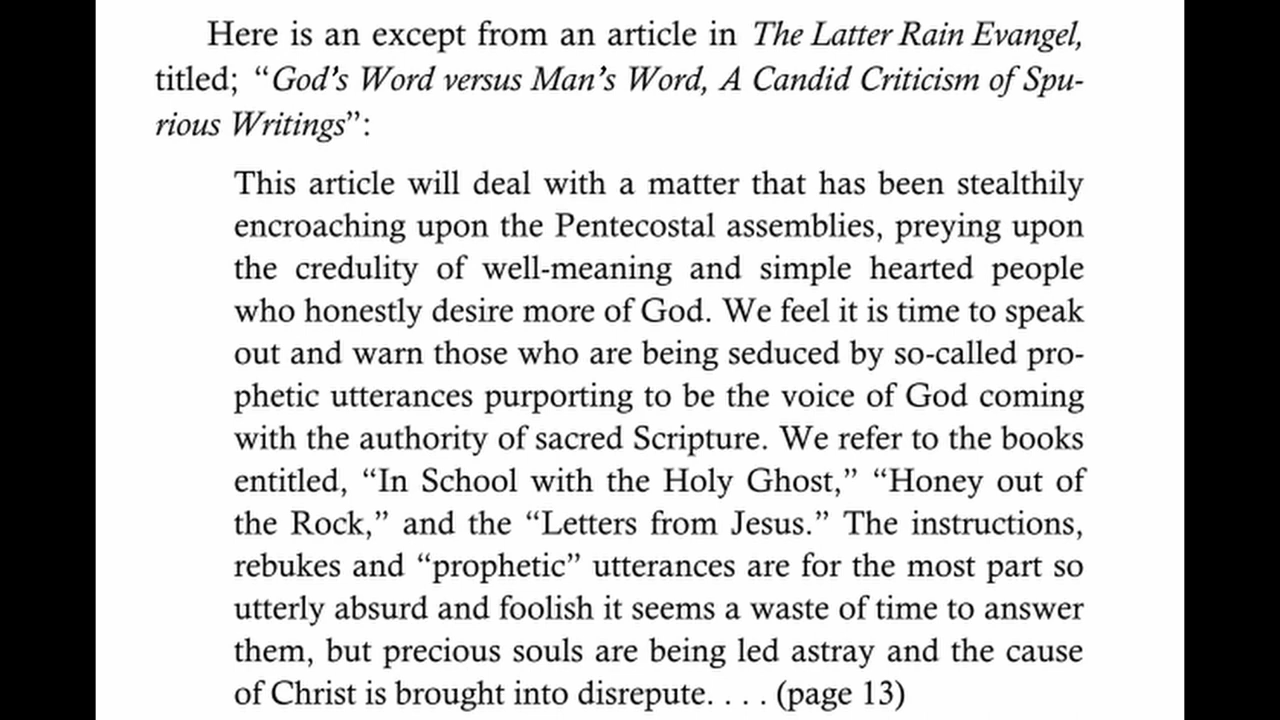 Here is an except from an article in The Latter Rain Evangel,
titled; “God’s Word versus Man’s Word, A Candid Criticism of Spu-
rious Writings”:
This article will deal with a matter that has been stealthily
encroaching upon the Pentecostal assemblies, preying upon
the credulity of well-meaning and simple hearted people
who honestly desire more of God. We feel it is time to speak
out and warn those who are being seduced by so-called pro-
phetic utterances purporting to be the voice of God coming
with the authority of sacred Scripture. We refer to the books
entitled, “In School with the Holy Ghost,” “Honey out of
the Rock,” and the “Letters from Jesus.” The instructions,
rebukes and “prophetic” utterances are for the most part so
utterly absurd and foolish it seems a waste of time to answer
them, but precious souls are being led astray and the cause
of Christ is brought into disrepute. . . . (page 13)